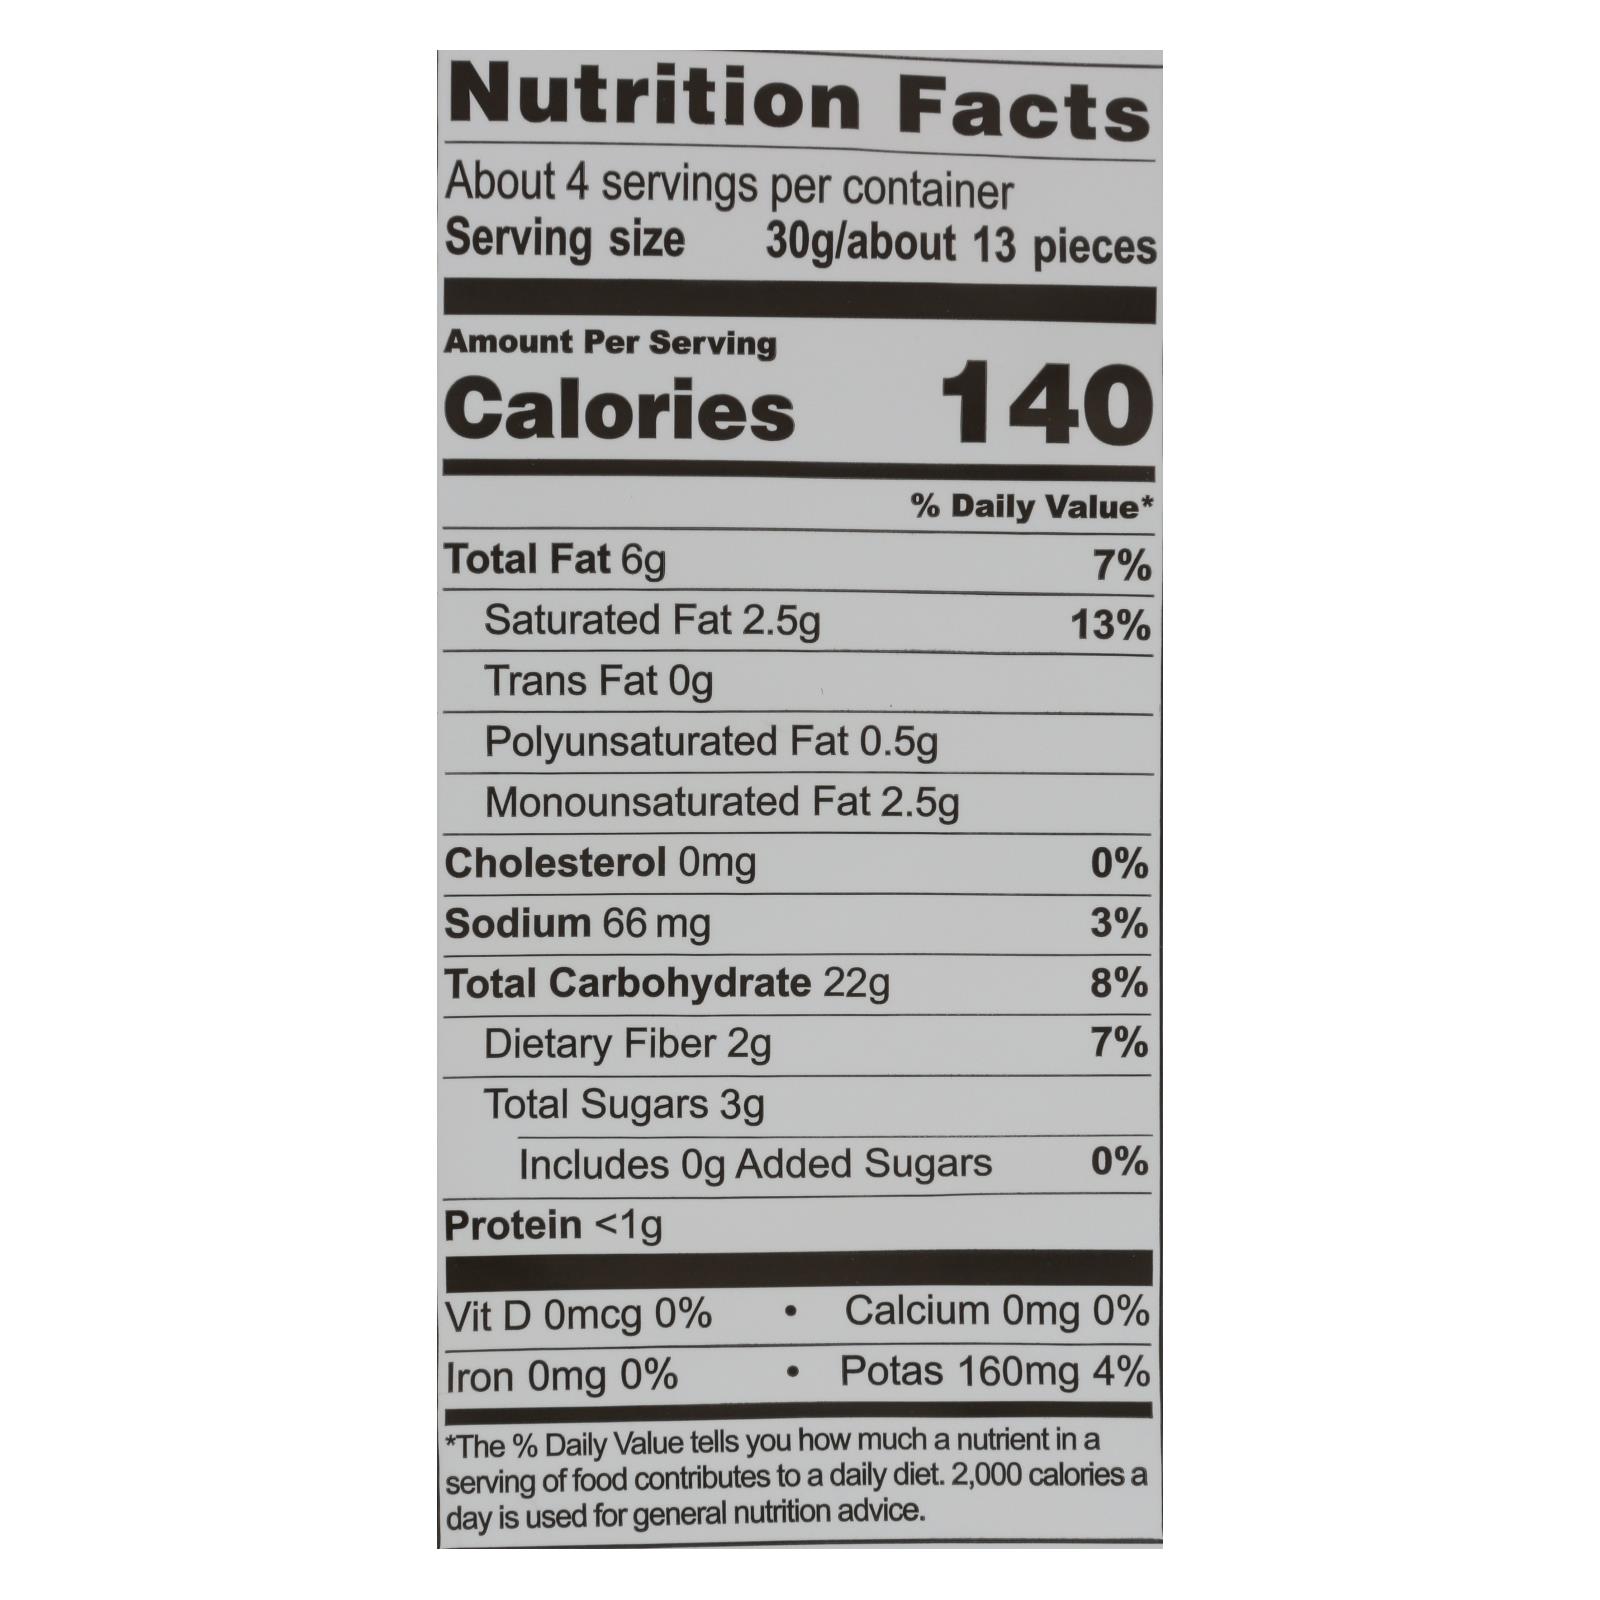 Nutrition Facts
About 4 servings per container
Serving size 30g/about 13 pieces
Amount Per Serving
Calories 140
% Daily Value*
Total Fat 6g 7%
Saturated Fat 2.5g 13%
Trans Fat 0g
Polyunsaturated Fat 0.5g
Monounsaturated Fat 2.5g
Cholesterol 0mg 0%
Sodium 66 mg 3%
Total Carbohydrate 22g 8%
Dietary Fiber 2g 7%
Total Sugars 3g
Includes 0g Added Sugars 0%
Protein <1g
Vit D 0mcg 0% • Calcium 0mg 0%
Iron 0mg 0% • Potas 160mg 4%
*The % Daily Value tells you how much a nutrient in a
serving of food contributes to a daily diet. 2,000 calories a
day is used for general nutrition advice.